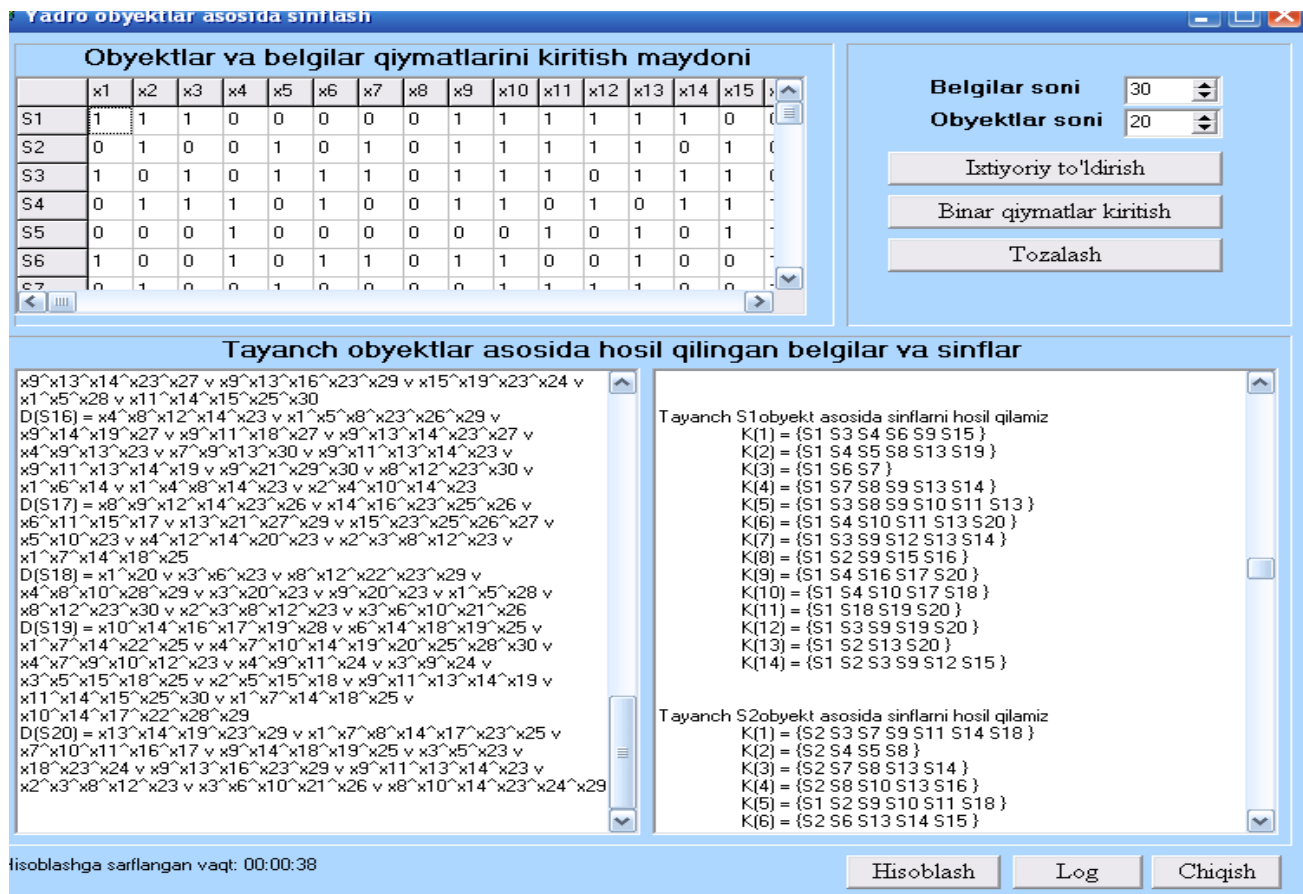 Yadro obyektlar asosida sinflash
Obyektlar va belgilar qiymatlarini kiritish maydoni
x1 x2 x3 x4 x5 x6 x7 x8 x9 x10 x11 x12 x13 x14 x15
S1 1 1 1 0 0 0 0 0 1 1 1 1 1 1 0
S2 0 1 0 0 1 0 1 0 1 1 1 1 1 0 1
S3 1 0 1 0 1 1 1 0 1 1 1 0 1 1 1
S4 0 1 1 1 0 1 0 0 1 1 0 1 0 1 1
S5 0 0 0 1 0 0 0 0 0 0 1 0 1 0 1
S6 1 0 0 1 0 1 1 0 1 1 0 0 1 0 0
S7 0 1 0 0 1 0 0 0 0 1 1 1 1 0 0
Belgilar soni 30
Obyektlar soni 20
Ixtiyoriy to'ldirish
Binar qiymatlar kiritish
Tozalash
Tayanch obyektlar asosida hosil qilingan belgilar va sinflar
x9^x13^x14^x23^x27 v x9^x13^x16^x23^x29 v x15^x19^x23^x24 v
x1^x5^x28 v x11^x14^x15^x25^x30
D(S16) = x4^x8^x12^x14^x23 v x1^x5^x8^x23^x26^x29 v
x9^x14^x19^x27 v x9^x11^x18^x27 v x9^x13^x14^x23^x27 v
x4^x9^x13^x23 v x7^x9^x13^x30 v x9^x11^x13^x14^x23 v
x9^x11^x13^x14^x19 v x9^x21^x29^x30 v x8^x12^x23^x30 v
x1^x6^x14 v x1^x4^x8^x14^x23 v x2^x4^x10^x14^x23
D(S17) = x8^x9^x12^x14^x23^x26 v x14^x16^x23^x25^x26 v
x6^x11^x15^x17 v x13^x21^x27^x29 v x15^x23^x25^x26^x27 v
x5^x10^x23 v x4^x12^x14^x20^x23 v x2^x3^x8^x12^x23 v
x1^x7^x14^x18^x25
D(S18) = x1^x20 v x3^x6^x23 v x8^x12^x22^x23^x29 v
x4^x8^x10^x28^x29 v x3^x20^x23 v x9^x20^x23 v x1^x5^x28 v
x8^x12^x23^x30 v x2^x3^x8^x12^x23 v x3^x6^x10^x21^x26
D(S19) = x10^x14^x16^x17^x19^x28 v x6^x14^x18^x19^x25 v
x1^x7^x14^x22^x25 v x4^x7^x10^x14^x19^x20^x25^x28^x30 v
x4^x7^x9^x10^x12^x23 v x4^x9^x11^x24 v x3^x9^x24 v
x3^x5^x15^x18^x25 v x2^x5^x15^x18 v x9^x11^x13^x14^x19 v
x11^x14^x15^x25^x30 v x1^x7^x14^x18^x25 v
x10^x14^x17^x22^x28^x29
D(S20) = x13^x14^x19^x23^x29 v x1^x7^x8^x14^x17^x23^x25 v
x7^x10^x11^x16^x17 v x9^x14^x18^x19^x25 v x3^x5^x23 v
x18^x23^x24 v x9^x13^x16^x23^x29 v x9^x11^x13^x14^x23 v
x2^x3^x8^x12^x23 v x3^x6^x10^x21^x26 v x8^x10^x14^x23^x24^x29
Tayanch S1obyekt asosida sinflarni hosil qilamiz
K(1) = {S1 S3 S4 S6 S9 S15 }
K(2) = {S1 S4 S5 S8 S13 S19 }
K(3) = {S1 S6 S7 }
K(4) = {S1 S7 S8 S9 S13 S14 }
K(5) = {S1 S3 S8 S9 S10 S11 S13 }
K(6) = {S1 S4 S10 S11 S13 S20 }
K(7) = {S1 S3 S9 S12 S13 S14 }
K(8) = {S1 S2 S9 S15 S16 }
K(9) = {S1 S4 S16 S17 S20 }
K(10) = {S1 S4 S10 S17 S18 }
K(11) = {S1 S18 S19 S20 }
K(12) = {S1 S3 S9 S19 S20 }
K(13) = {S1 S2 S13 S20 }
K(14) = {S1 S2 S3 S9 S12 S15 }
Tayanch S2obyekt asosida sinflarni hosil qilamiz
K(1) = {S2 S3 S7 S9 S11 S14 S18 }
K(2) = {S2 S4 S5 S8 }
K(3) = {S2 S7 S8 S13 S14 }
K(4) = {S2 S8 S10 S13 S16 }
K(5) = {S1 S2 S9 S10 S11 S18 }
K(6) = {S2 S6 S13 S14 S15 }
Hisoblashga sarflangan vaqt: 00:00:38
Hisoblash
Log
Chiqish